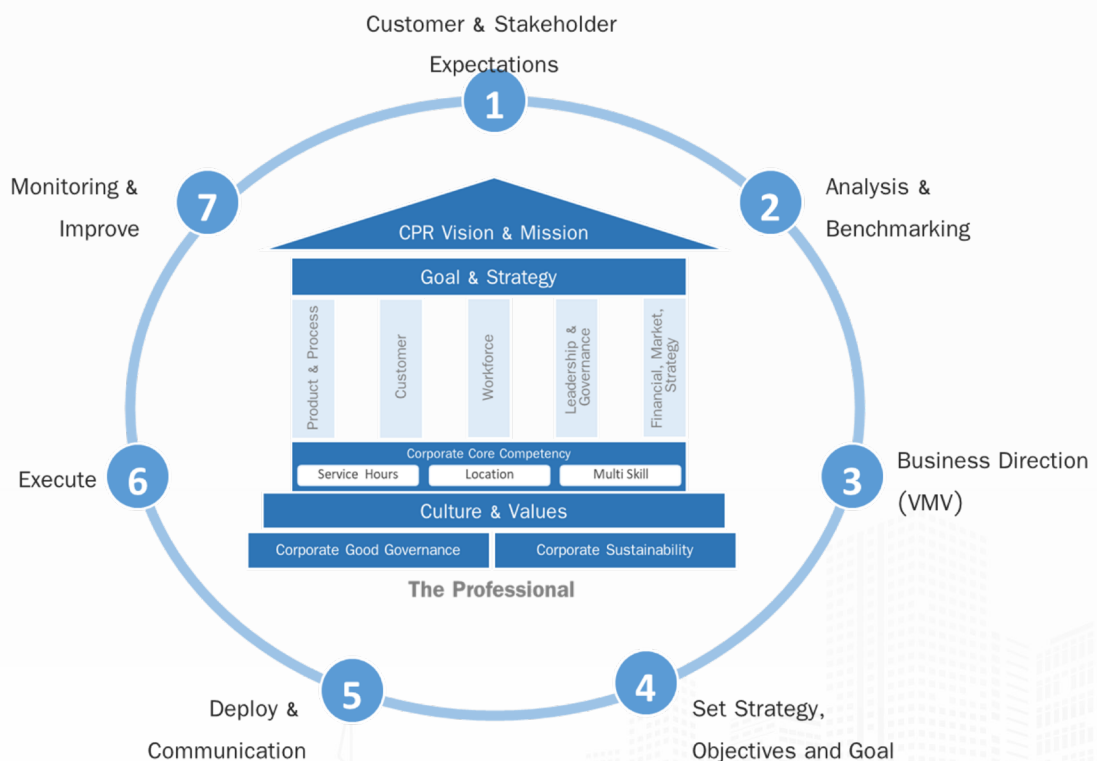 Customer & Stakeholder
Expectations
1
Monitoring &
Improve
7
2
Analysis &
Benchmarking
CPR Vision & Mission
Goal & Strategy
Product & Process
Customer
Workforce
Leadership &
Governance
Financial, Market,
Strategy
Corporate Core Competency
Service Hours
Location
Multi Skill
Culture & Values
Corporate Good Governance
Corporate Sustainability
The Professional
Execute
6
3
Business Direction
(VMV)
5
Deploy &
Communication
4
Set Strategy,
Objectives and Goal